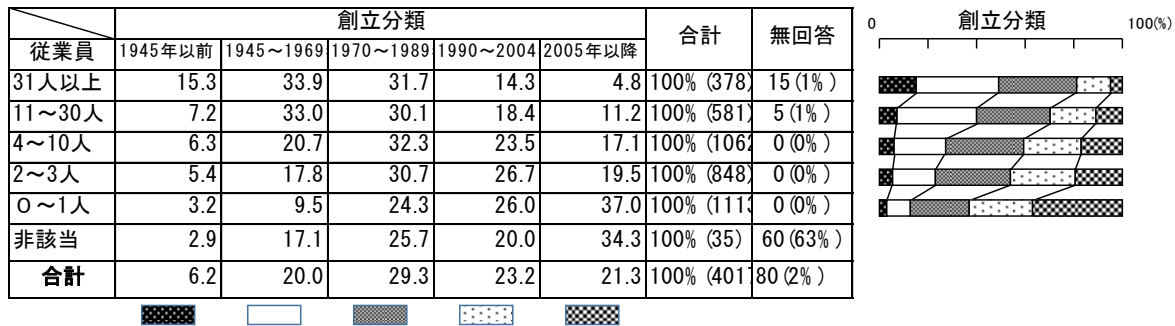 創立分類 合計 無回答
従業員 1945年以前 1945～1969 1970～1989 1990～2004 2005年以降
31人以上 15.3 33.9 31.7 14.3 4.8 100% (378) 15(1%)
11～30人 7.2 33.0 30.1 18.4 11.2 100% (581) 5(1%)
4～10人 6.3 20.7 32.3 23.5 17.1 100% (1062 0(0%)
2～3人 5.4 17.8 30.7 26.7 19.5 100% (848) 0(0%)
0～1人 3.2 9.5 24.3 26.0 37.0 100% (1113 0(0%)
非該当 2.9 17.1 25.7 20.0 34.3 100% (35) 60(63%)
合計 6.2 20.0 29.3 23.2 21.3 100% (4017 80(2%)
0 創立分類 100(%)